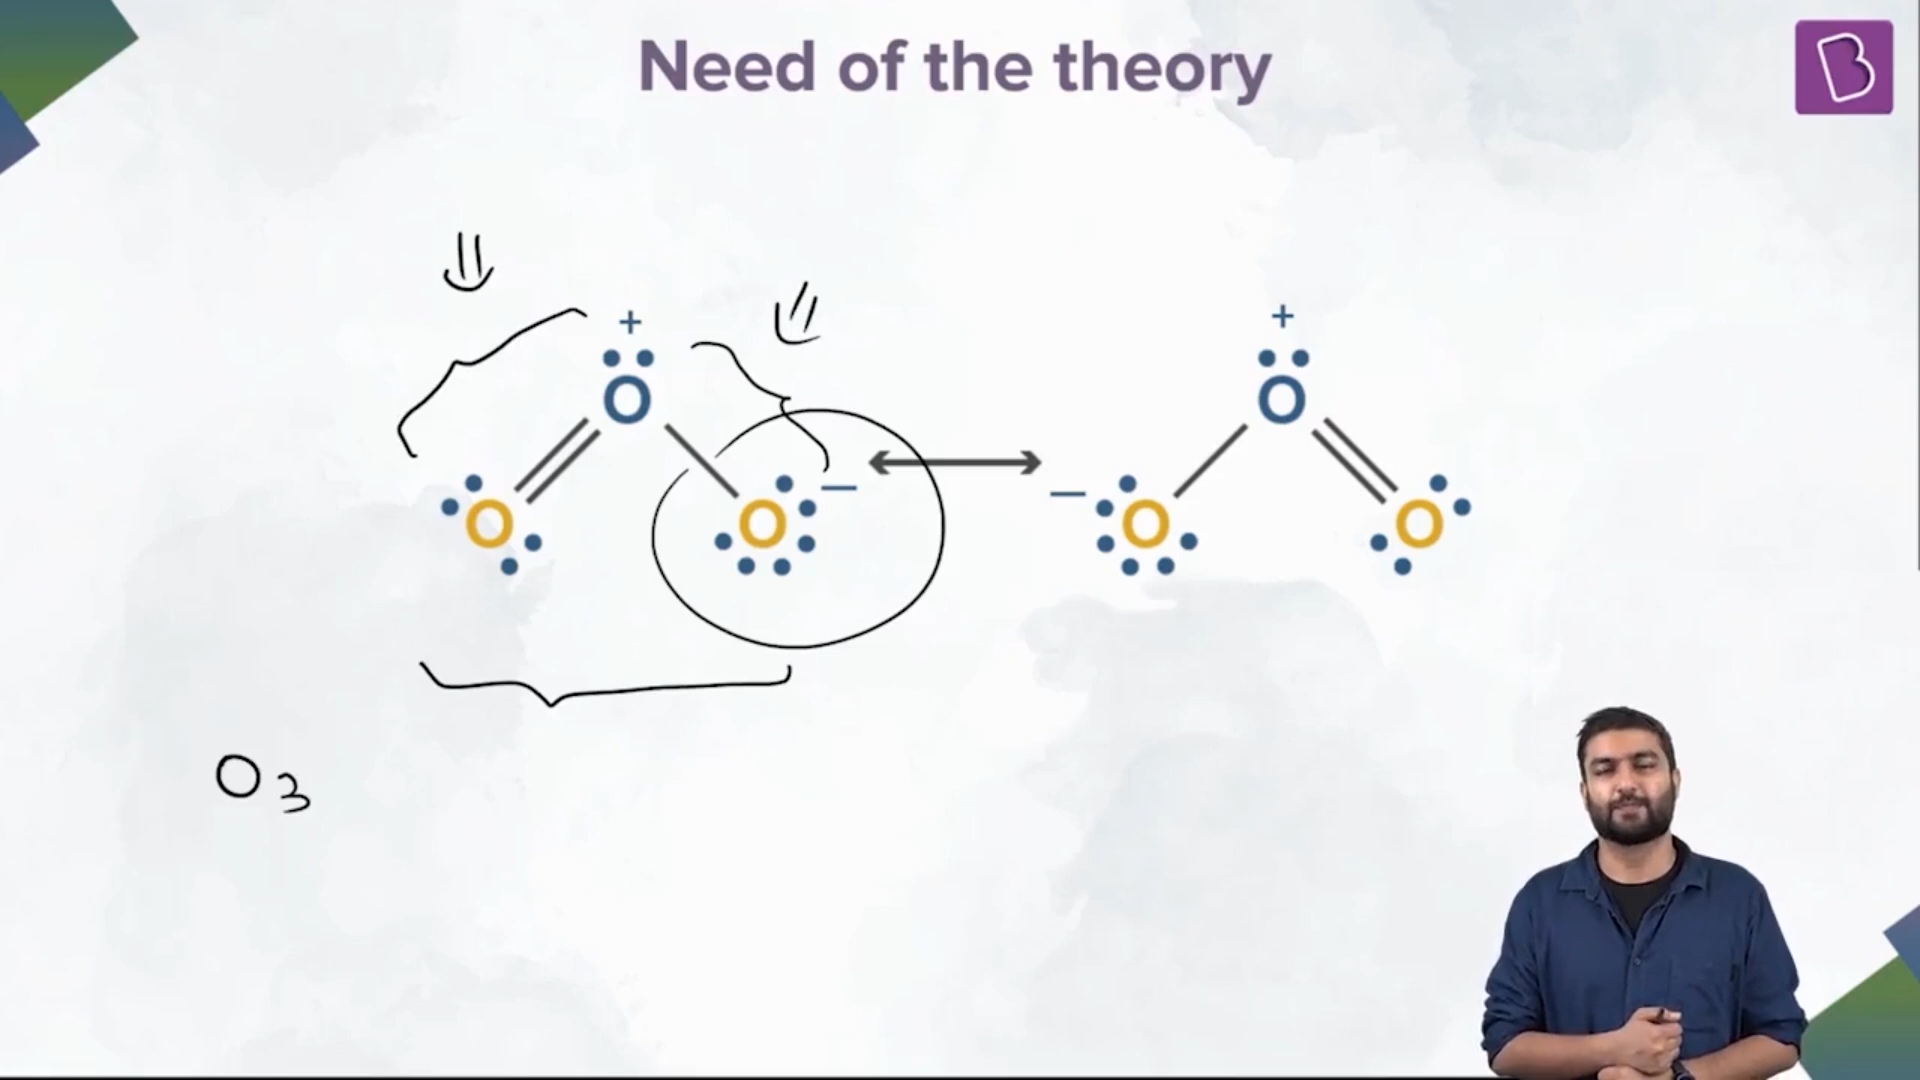 Need of the theory
B
+ +
O O
O O − − O O
O3